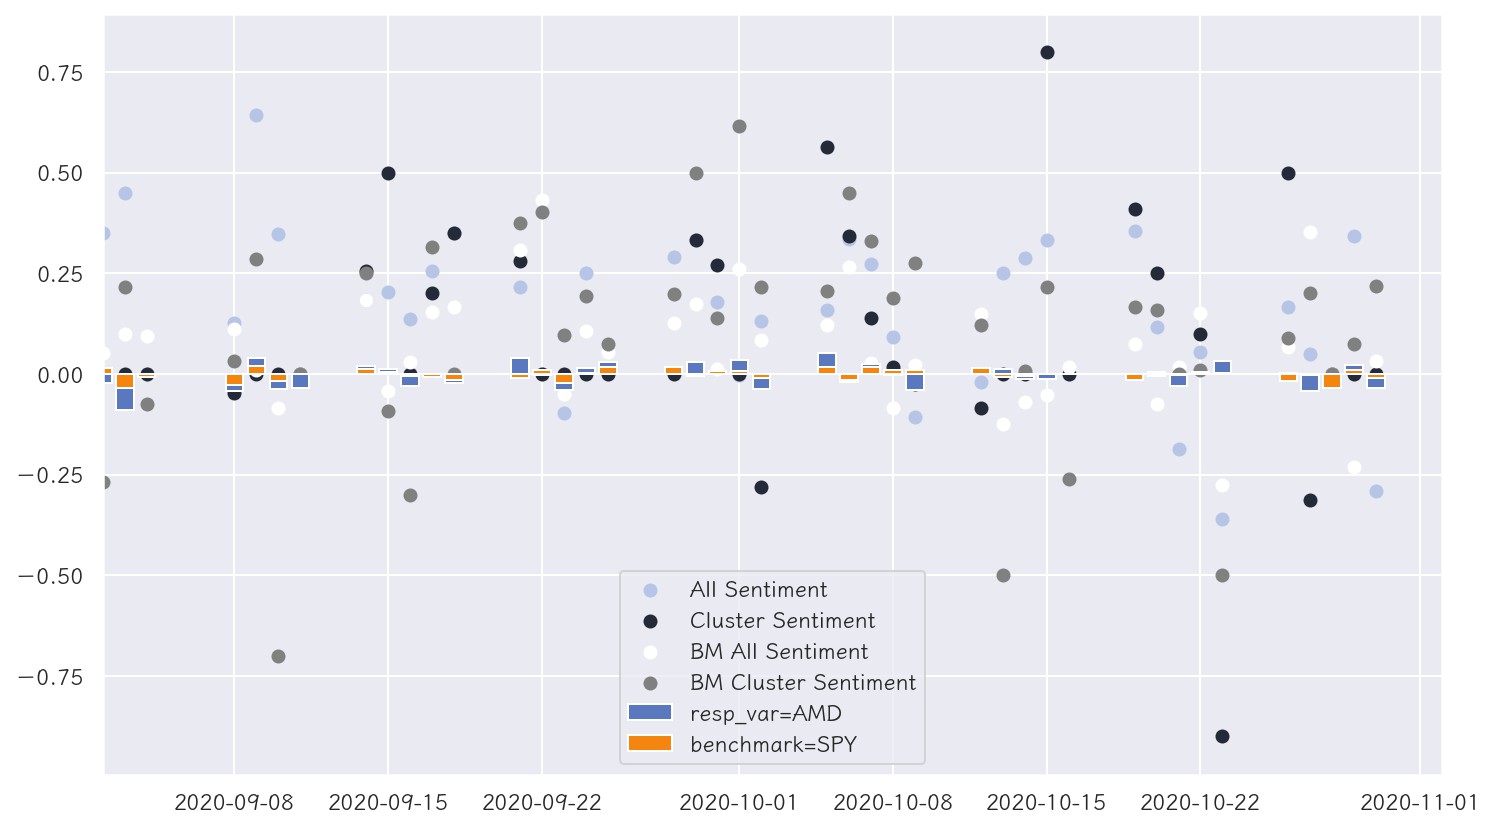 0.75
0.50
0.25
0.00
−0.25
−0.50
−0.75
All Sentiment
Cluster Sentiment
BM All Sentiment
BM Cluster Sentiment
resp_var=AMD
benchmark=SPY
2020-09-08 2020-09-15 2020-09-22 2020-10-01 2020-10-08 2020-10-15 2020-10-22 2020-11-01